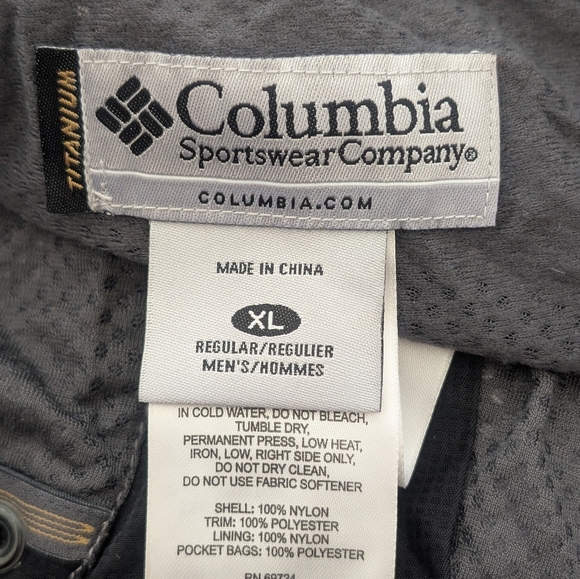 TITANIUM
Columbia
Sportswear Company®
COLUMBIA.COM
MADE IN CHINA
XL
REGULAR/REGULIER
MEN'S/HOMMES
IN COLD WATER, DO NOT BLEACH,
TUMBLE DRY,
PERMANENT PRESS, LOW HEAT,
IRON, LOW, RIGHT SIDE ONLY,
DO NOT DRY CLEAN,
DO NOT USE FABRIC SOFTENER
SHELL: 100% NYLON
TRIM: 100% POLYESTER
LINING: 100% NYLON
POCKET BAGS: 100% POLYESTER
RN 69724